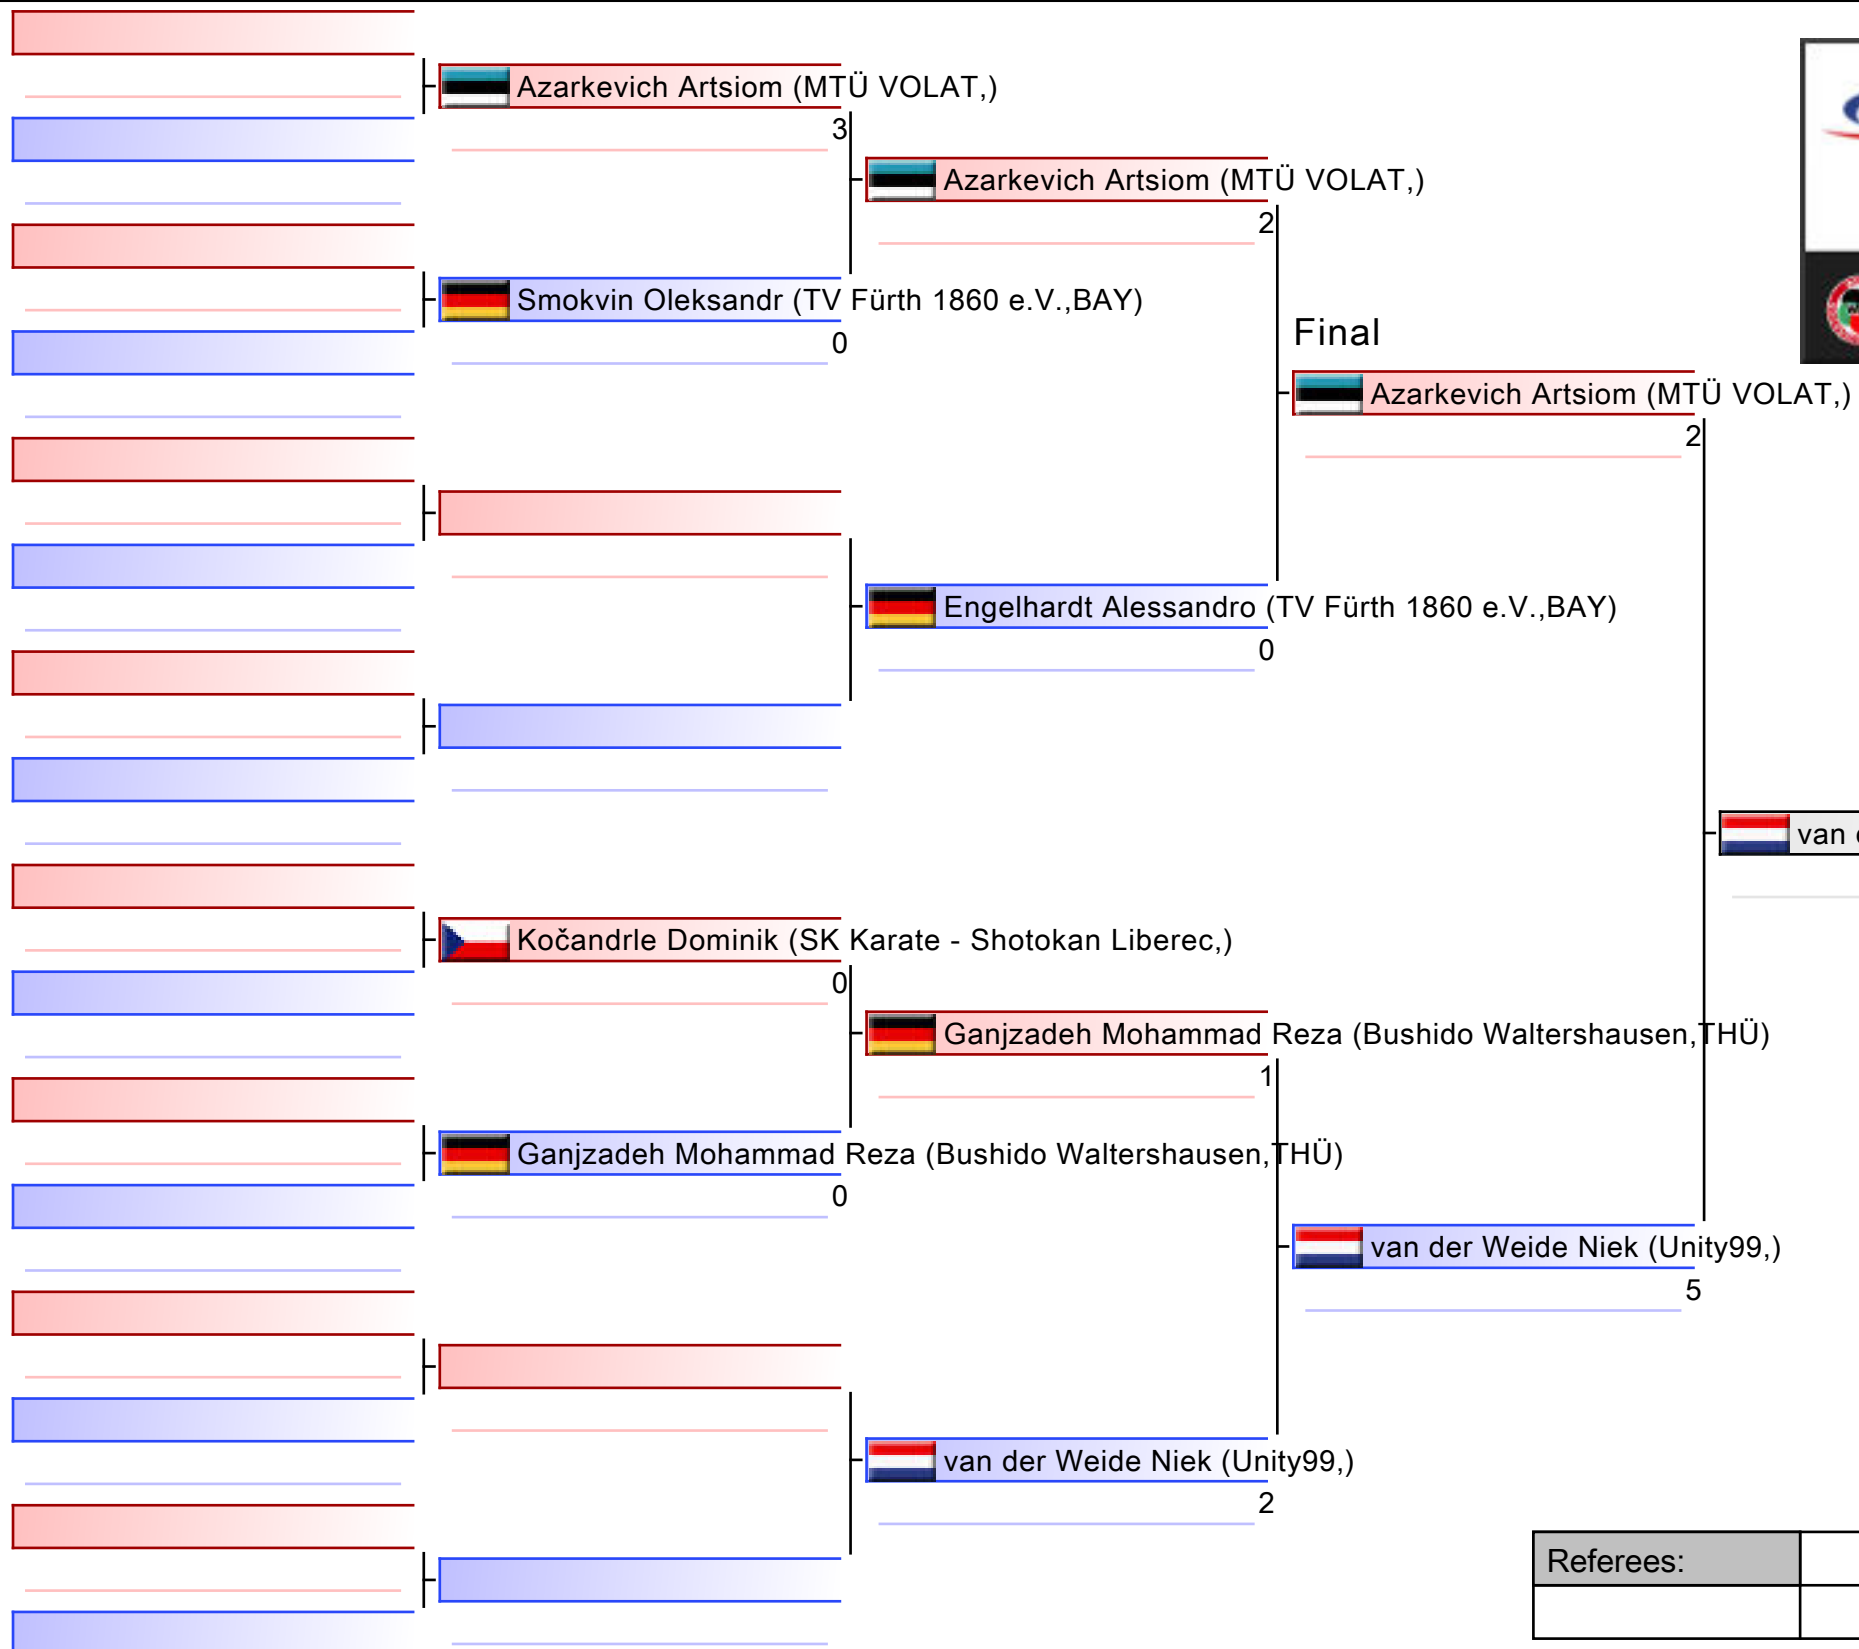 Azarkevich Artsiom (MTÜ VOLAT,)
3
Azarkevich Artsiom (MTÜ VOLAT,)
2
Smokvin Oleksandr (TV Fürth 1860 e.V.,BAY)
0
Final
Azarkevich Artsiom (MTÜ VOLAT,)
2
Engelhardt Alessandro (TV Fürth 1860 e.V.,BAY)
0
van
Kočandrle Dominik (SK Karate - Shotokan Liberec,)
0
Ganjzadeh Mohammad Reza (Bushido Waltershausen,THÜ)
1
Ganjzadeh Mohammad Reza (Bushido Waltershausen,THÜ)
0
van der Weide Niek (Unity99,)
5
van der Weide Niek (Unity99,)
2
Referees: